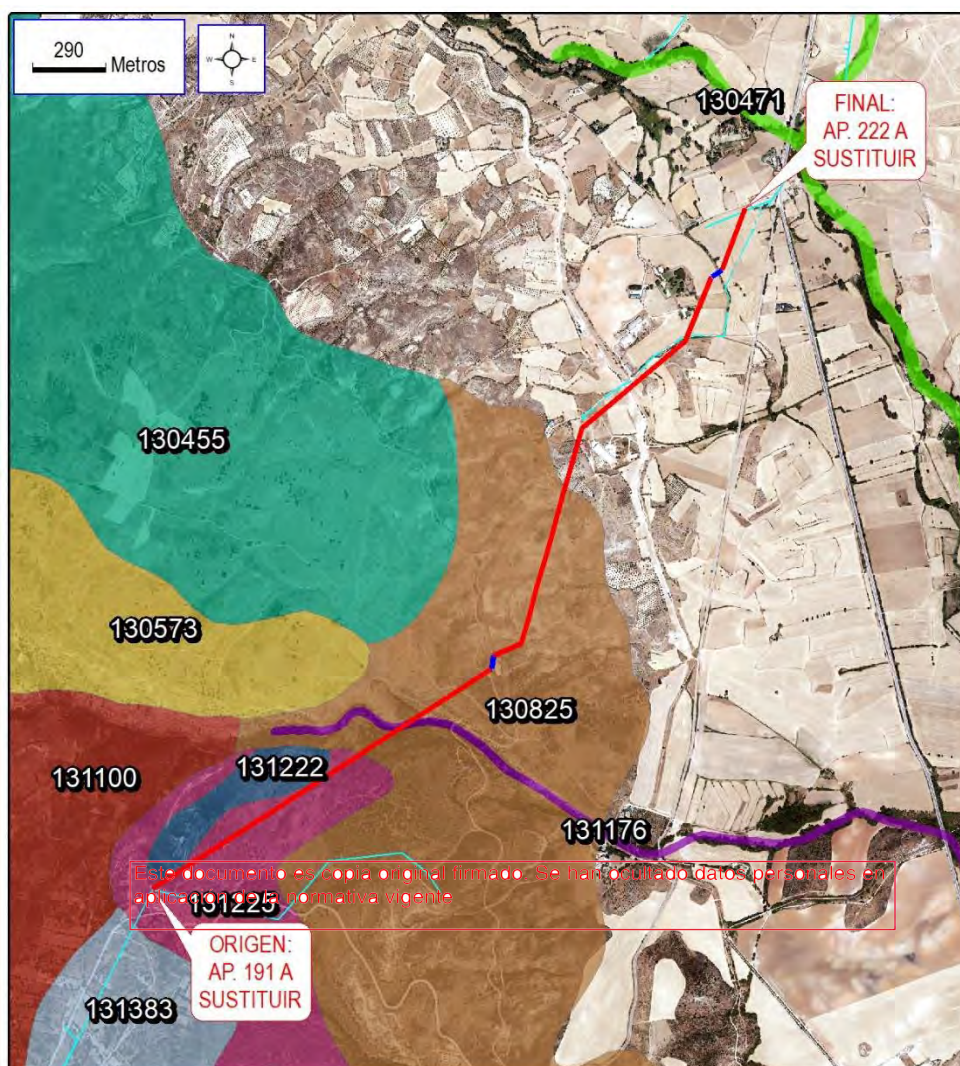 290
Metros
N
W E
S
130471
FINAL:
AP. 222 A
SUSTITUIR
130455
130573
130825
131100
131222
131176
Este documento es copia original firmado. Se han ocultado datos personales en
aplicación de la normativa vigente
131225
ORIGEN:
AP. 191 A
SUSTITUIR
131383